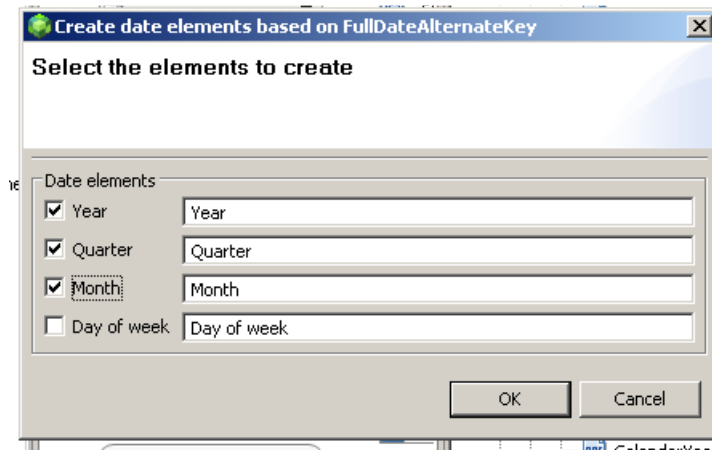 Create date elements based on FullDateAlternateKey
Select the elements to create
Date elements
Year Year
Quarter Quarter
Month Month
Day of week Day of week
OK Cancel